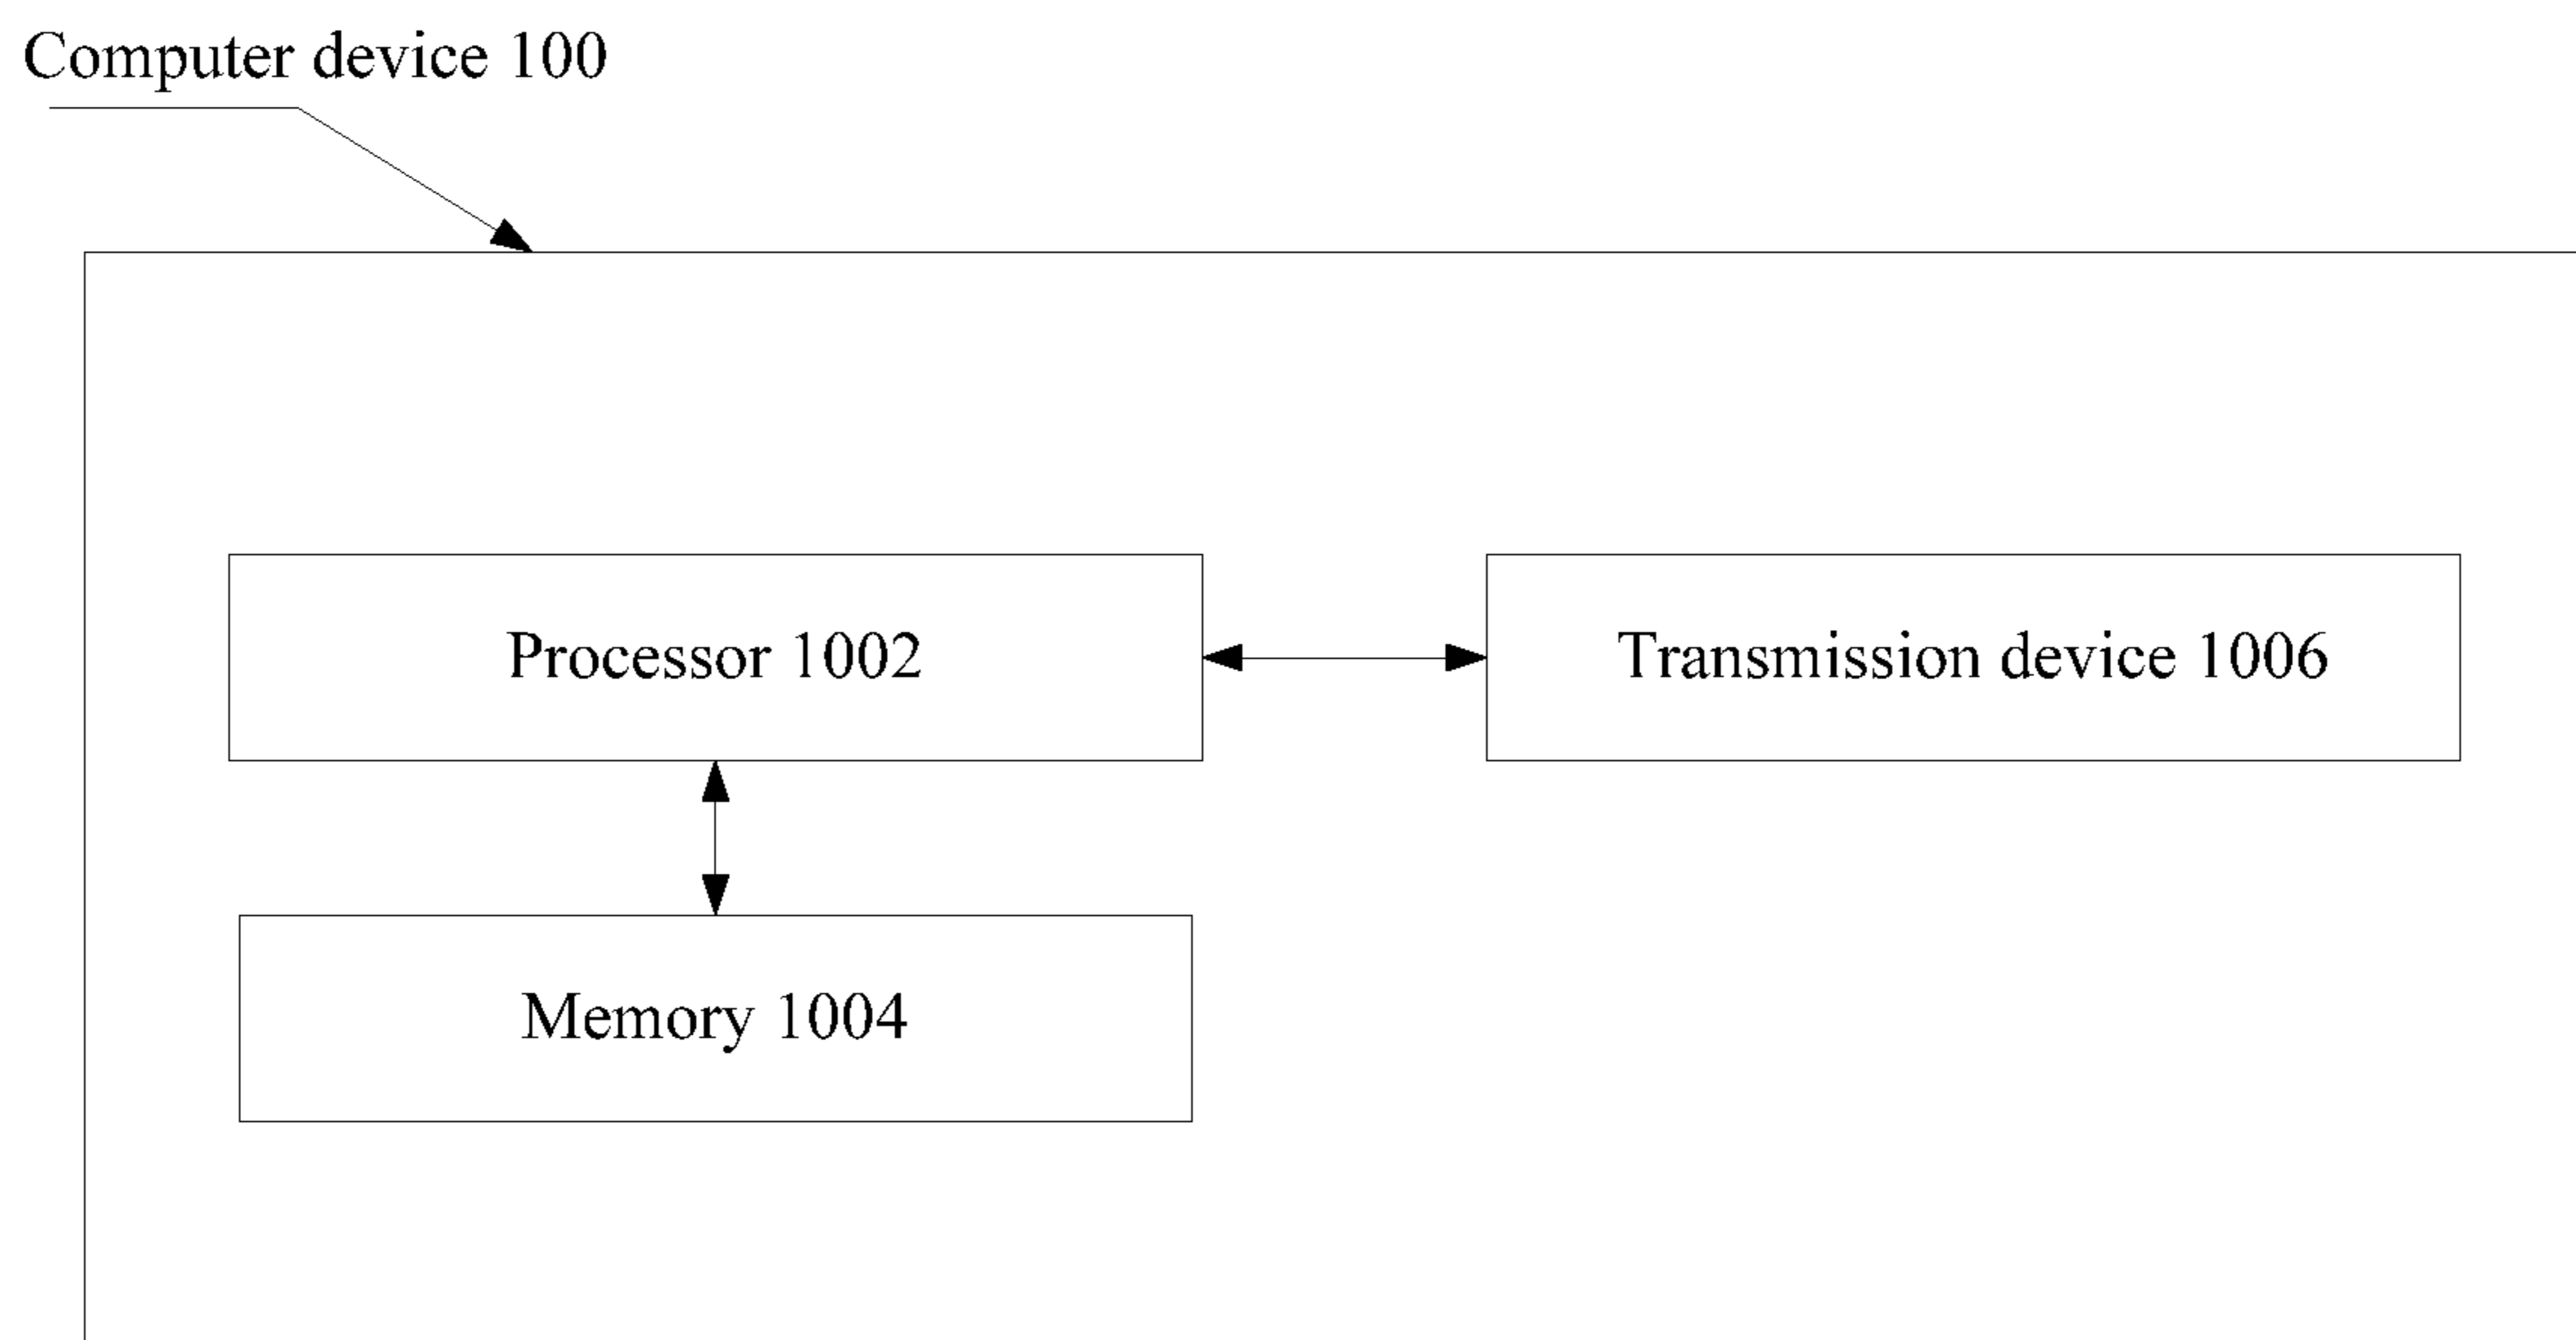 Computer device 100
Processor 1002
Transmission device 1006
Memory 1004